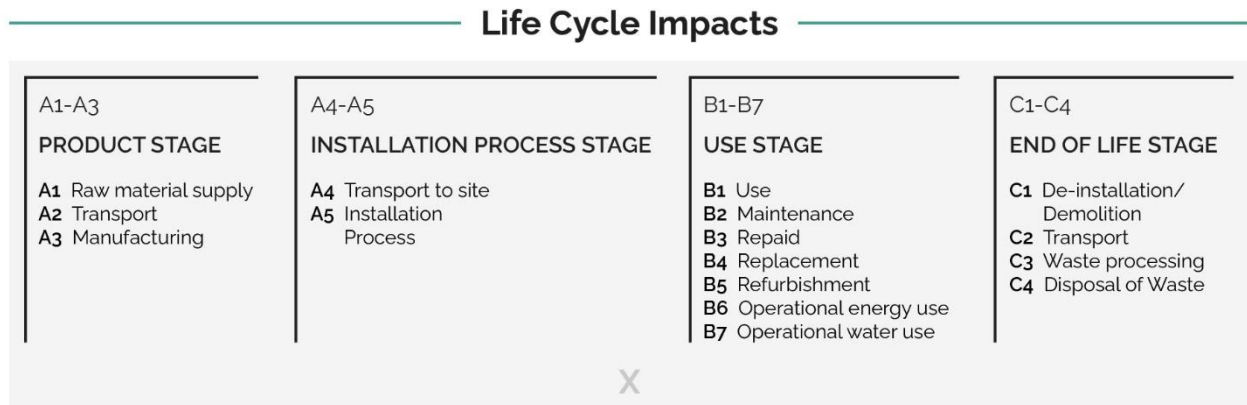 Life Cycle Impacts
A1-A3
PRODUCT STAGE
A1 Raw material supply
A2 Transport
A3 Manufacturing
A4-A5
INSTALLATION PROCESS STAGE
A4 Transport to site
A5 Installation
Process
B1-B7
USE STAGE
B1 Use
B2 Maintenance
B3 Repaid
B4 Replacement
B5 Refurbishment
B6 Operational energy use
B7 Operational water use
C1-C4
END OF LIFE STAGE
C1 De-installation/
Demolition
C2 Transport
C3 Waste processing
C4 Disposal of Waste
X